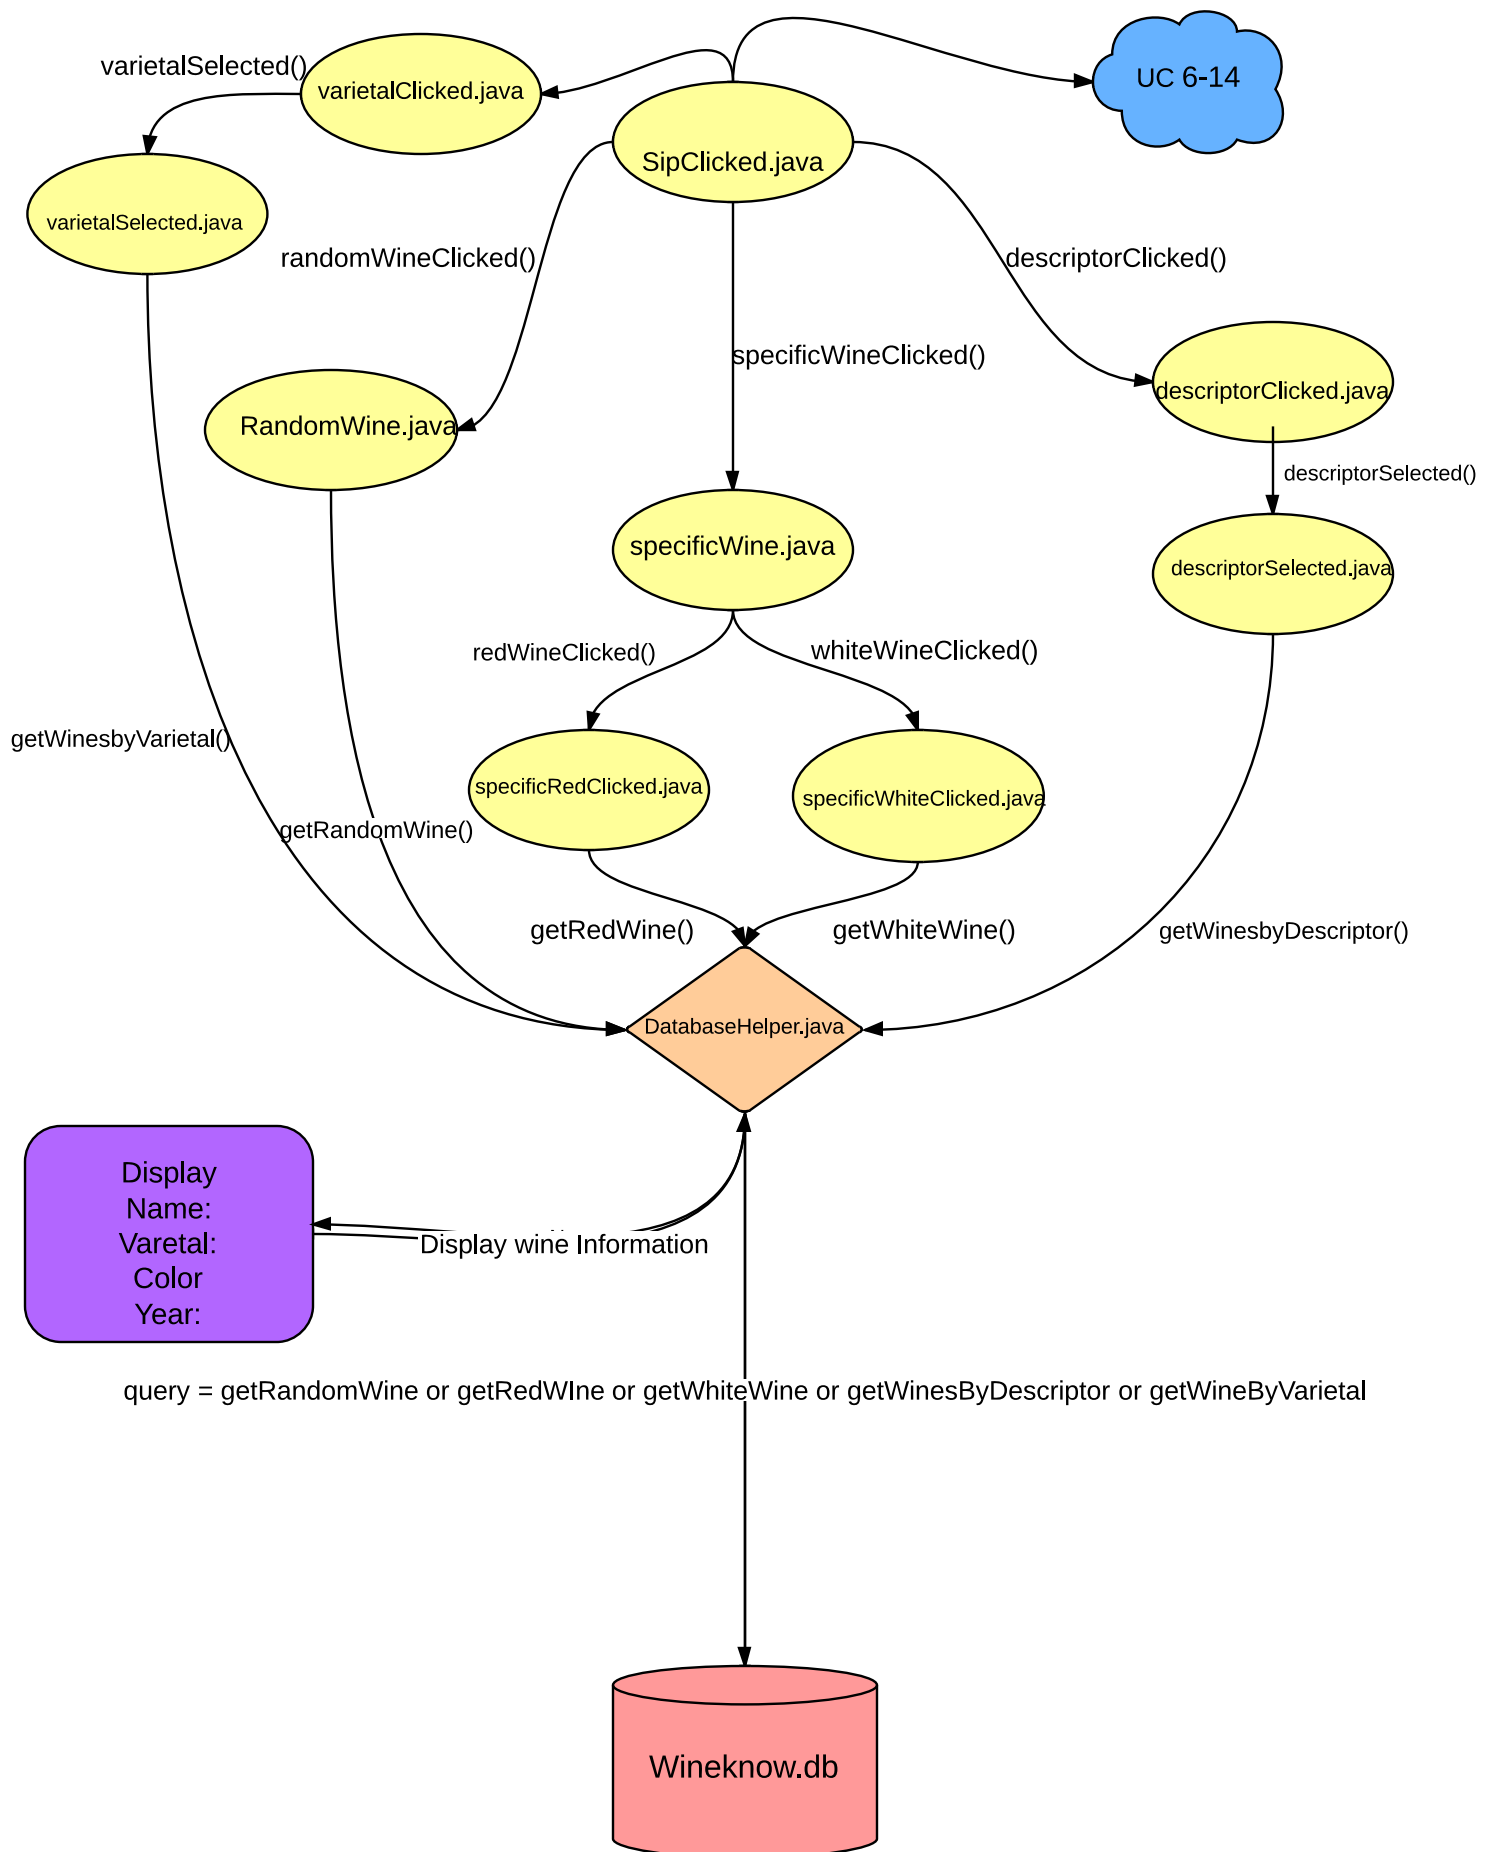 varietalSelected()
varietalClicked.java
UC 6-14
SipClicked.java
varietalSelected.java
randomWineClicked()
descriptorClicked()
specificWineClicked()
descriptorClicked.java
RandomWine.java
descriptorSelected()
specificWine.java
descriptorSelected.java
redWineClicked()
whiteWineClicked()
getWinesbyVarietal()
specificRedClicked.java
specificWhiteClicked.java
getRandomWine()
getRedWine()
getWhiteWine()
getWinesbyDescriptor()
DatabaseHelper.java
Display
Name:
Varetal:
Color
Year:
Display wine Information
query = getRandomWine or getRedWIne or getWhiteWine or getWinesByDescriptor or getWineByVarietal
Wineknow.db